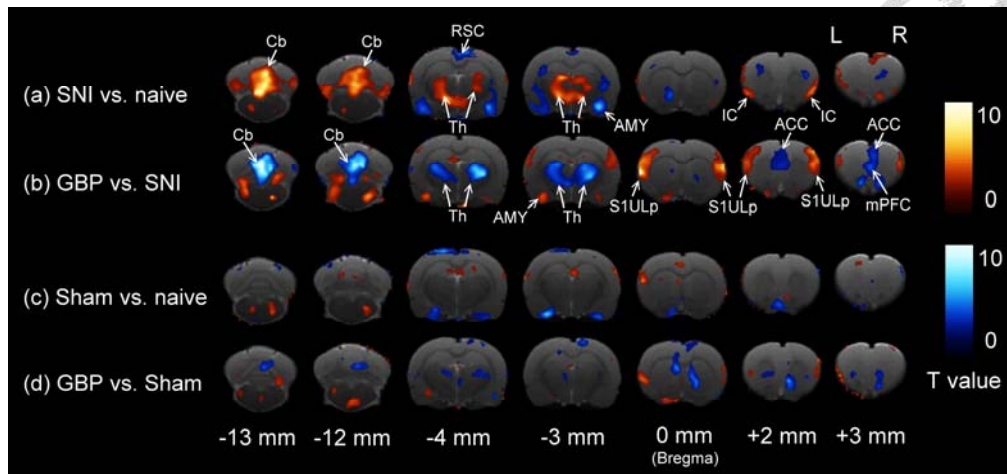 RSC
L R
Cb Cb
(a) SNI vs. naive
10
0
Th Th AMY IC IC
Cb Cb ACC ACC
(b) GBP vs. SNI
Th AMY Th S1ULp S1ULp S1ULp mPFC
(c) Sham vs. naive
10
0
(d) GBP vs. Sham
T value
-13 mm -12 mm -4 mm -3 mm 0 mm +2 mm +3 mm
(Bregma)